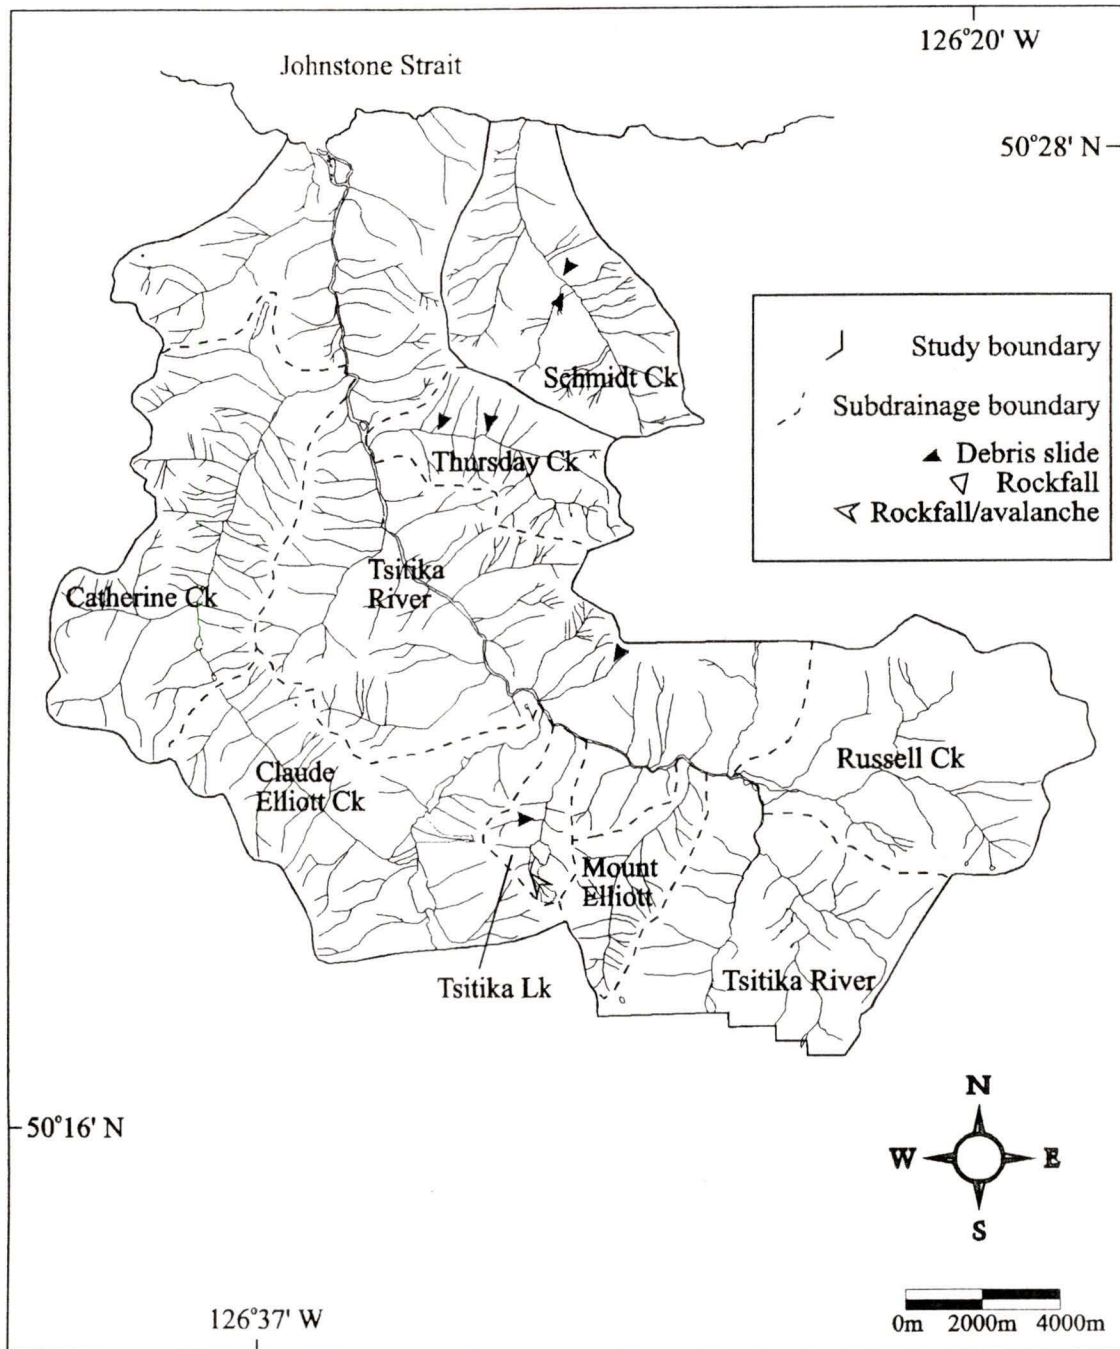 126°20' W
Johnstone Strait
50°28' N
Study boundary
Schmidt Ck
Subdrainage boundary
Debris slide
Thursday Ck
Rockfall
Rockfall/avalanche
Tsitika
River
Catherine Ck
Russell Ck
Claude
Elliott Ck
Mount
Elliott
Tsitika River
Tsitika Lk
N
50°16' N
W
E
S
126°37' W
0m 2000m 4000m